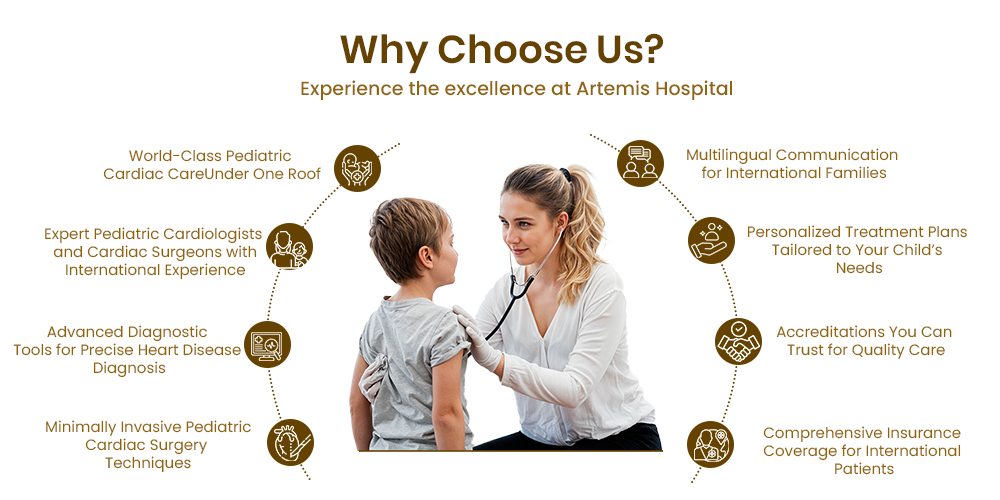 Why Choose Us?
Experience the excellence at Artemis Hospital
World-Class Pediatric
Cardiac CareUnder One Roof
Expert Pediatric Cardiologists
and Cardiac Surgeons with
International Experience
Advanced Diagnostic
Tools for Precise Heart Disease
Diagnosis
Minimally Invasive Pediatric
Cardiac Surgery
Techniques
Multilingual Communication
for International Families
Personalized Treatment Plans
Tailored to Your Child's
Needs
Accreditations You Can
Trust for Quality Care
Comprehensive Insurance
Coverage for International
Patients